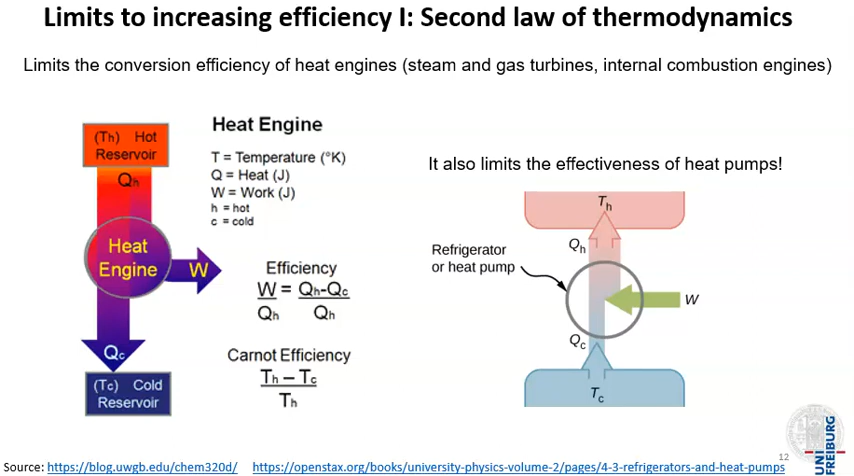 Limits to increasing efficiency I: Second law of thermodynamics
Limits the conversion efficiency of heat engines (steam and gas turbines, internal combustion engines)
(Th) Hot
Reservoir
Qh
Heat
Engine
W
Qc
(Tc) Cold
Reservoir
Heat Engine
T = Temperature (°K)
Q = Heat (J)
W = Work (J)
h = hot
c = cold
Efficiency
W = Qh-Qc
Qh Qh
Carnot Efficiency
Th – Tc
Th
It also limits the effectiveness of heat pumps!
Th
Qh
Refrigerator
or heat pump
W
Qc
Tc
12
UNI
FREIBURG
Source: https://blog.uwgb.edu/chem320d/ https://openstax.org/books/university-physics-volume-2/pages/4-3-refrigerators-and-heat-pumps